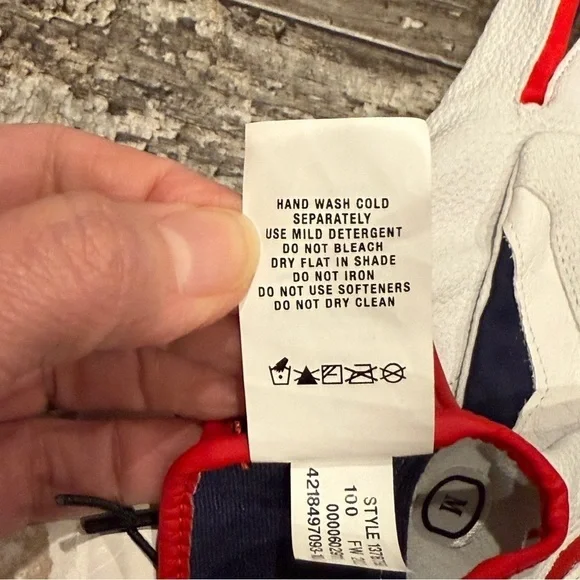 HAND WASH COLD
SEPARATELY
USE MILD DETERGENT
DO NOT BLEACH
DRY FLAT IN SHADE
DO NOT IRON
DO NOT USE SOFTENERS
DO NOT DRY CLEAN
STYLE
100 FW
M